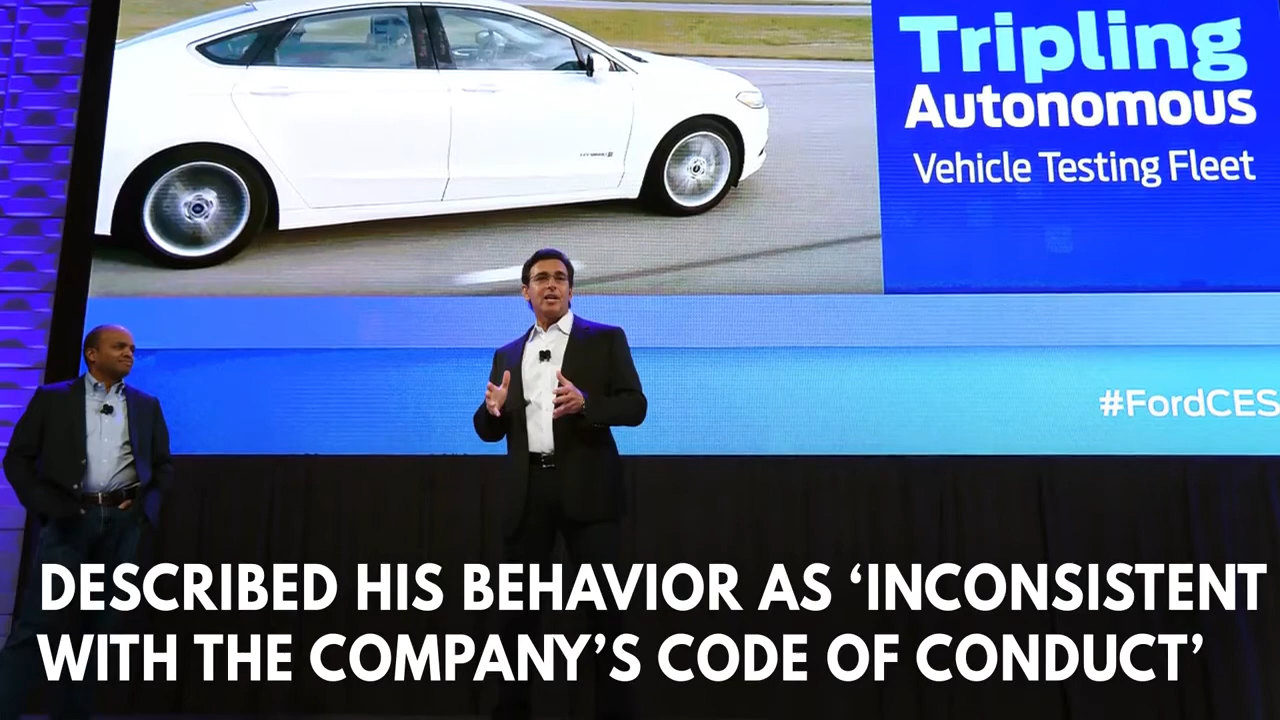 Tripling
Autonomous
Vehicle Testing Fleet
#FordCES
DESCRIBED HIS BEHAVIOR AS ‘INCONSISTENT
WITH THE COMPANY’S CODE OF CONDUCT’